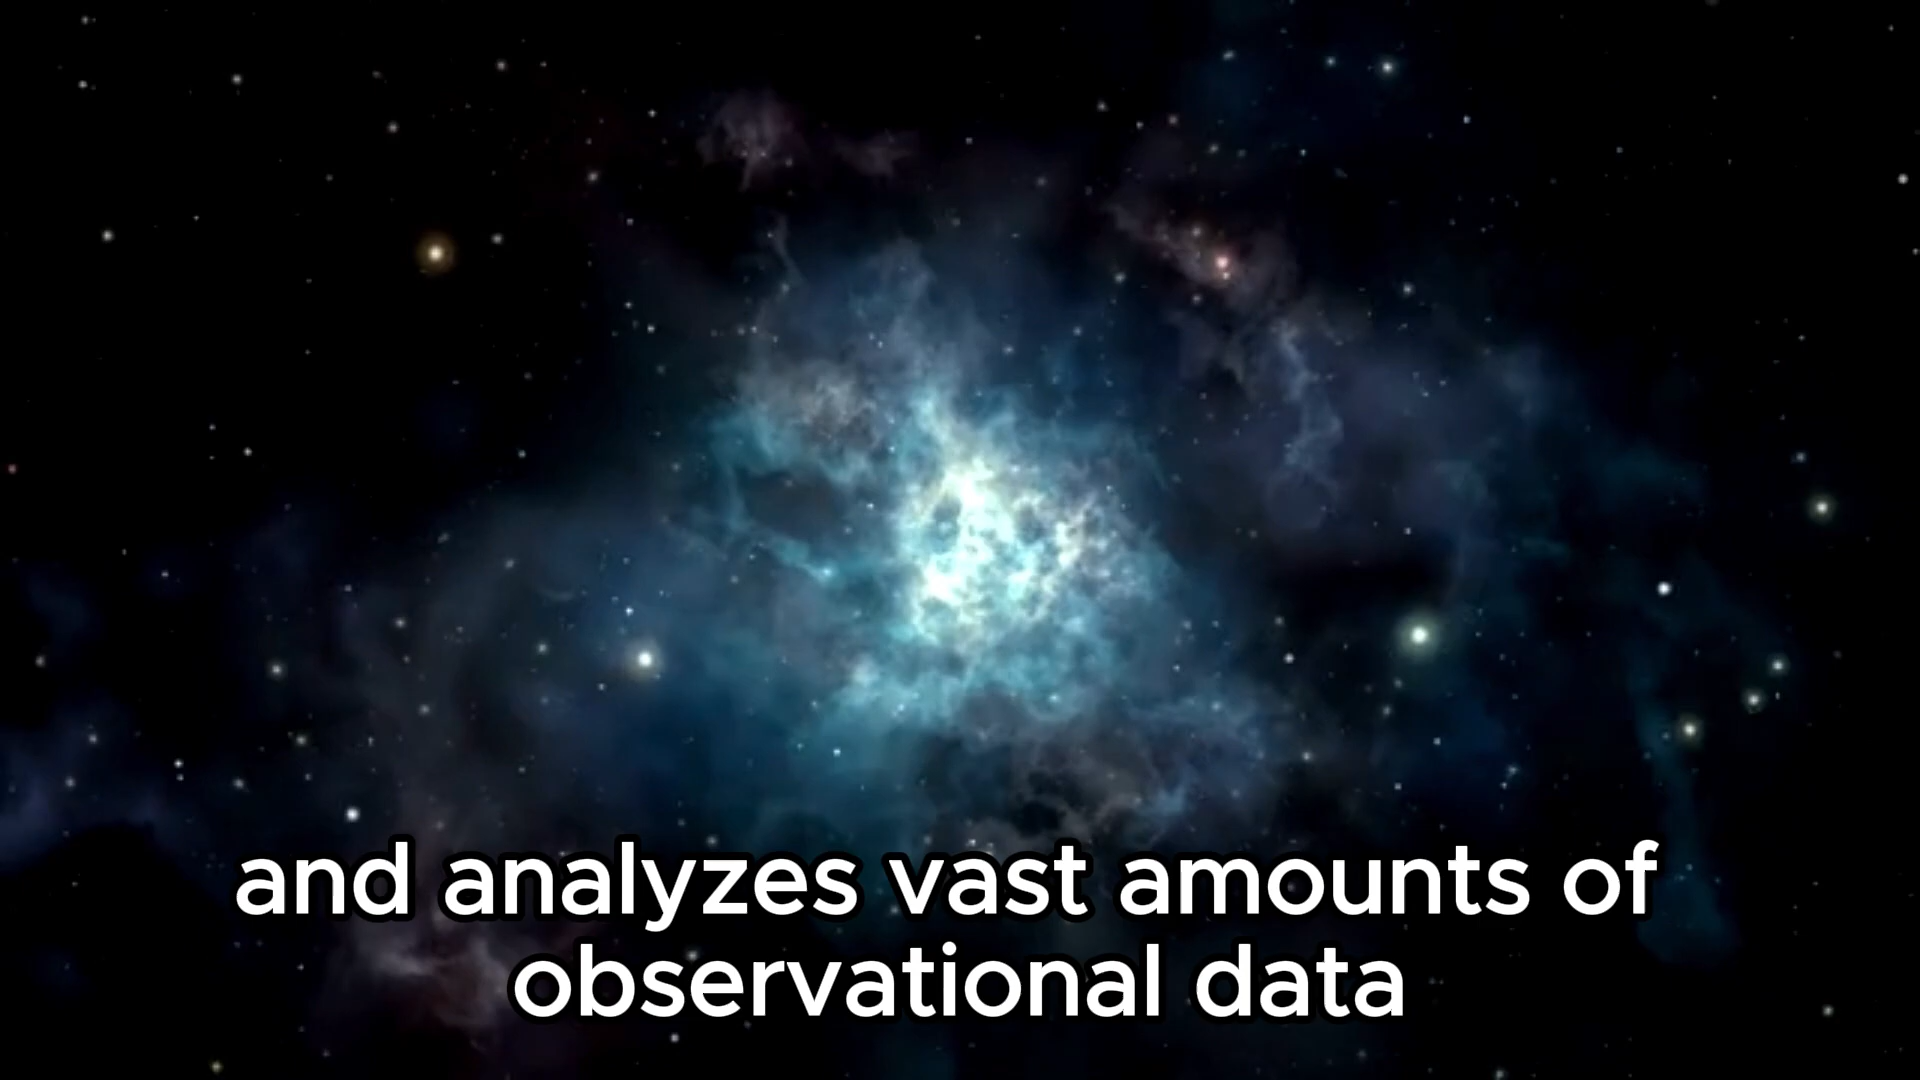 and analyzes vast amounts of
observational data